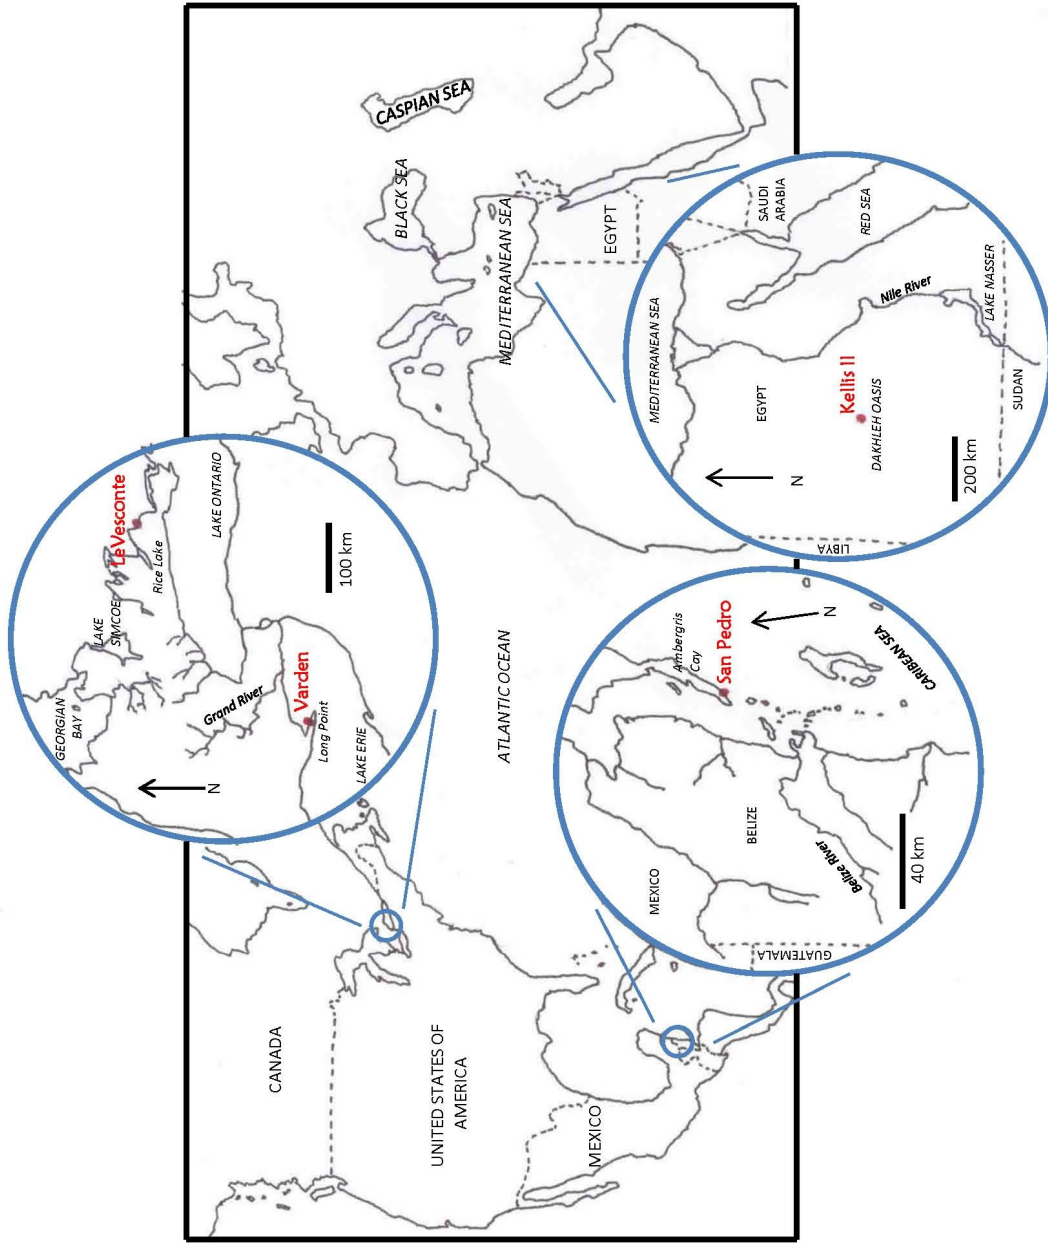 CANADA
UNITED STATES OF
AMERICA
MEXICO
ATLANTIC OCEAN
BLACK SEA
CASPIAN SEA
MEDITERRANEAN SEA
EGYPT
GEORGIAN
BAY
LAKE
SIMCOE
LeVesconte
Rice Lake
LAKE ONTARIO
Grand River
Varden
Long Point
LAKE ERIE
N
100 km
MEXICO
Ambergris
Cay
San Pedro
BELIZE
Belize River
GUATEMALA
CARIBEAN SEA
N
40 km
MEDITERRANEAN SEA
SAUDI
ARABIA
RED SEA
EGYPT
Nile River
Kellis II
DAKHLEH OASIS
LAKE NASSER
SUDAN
LIBYA
N
200 km